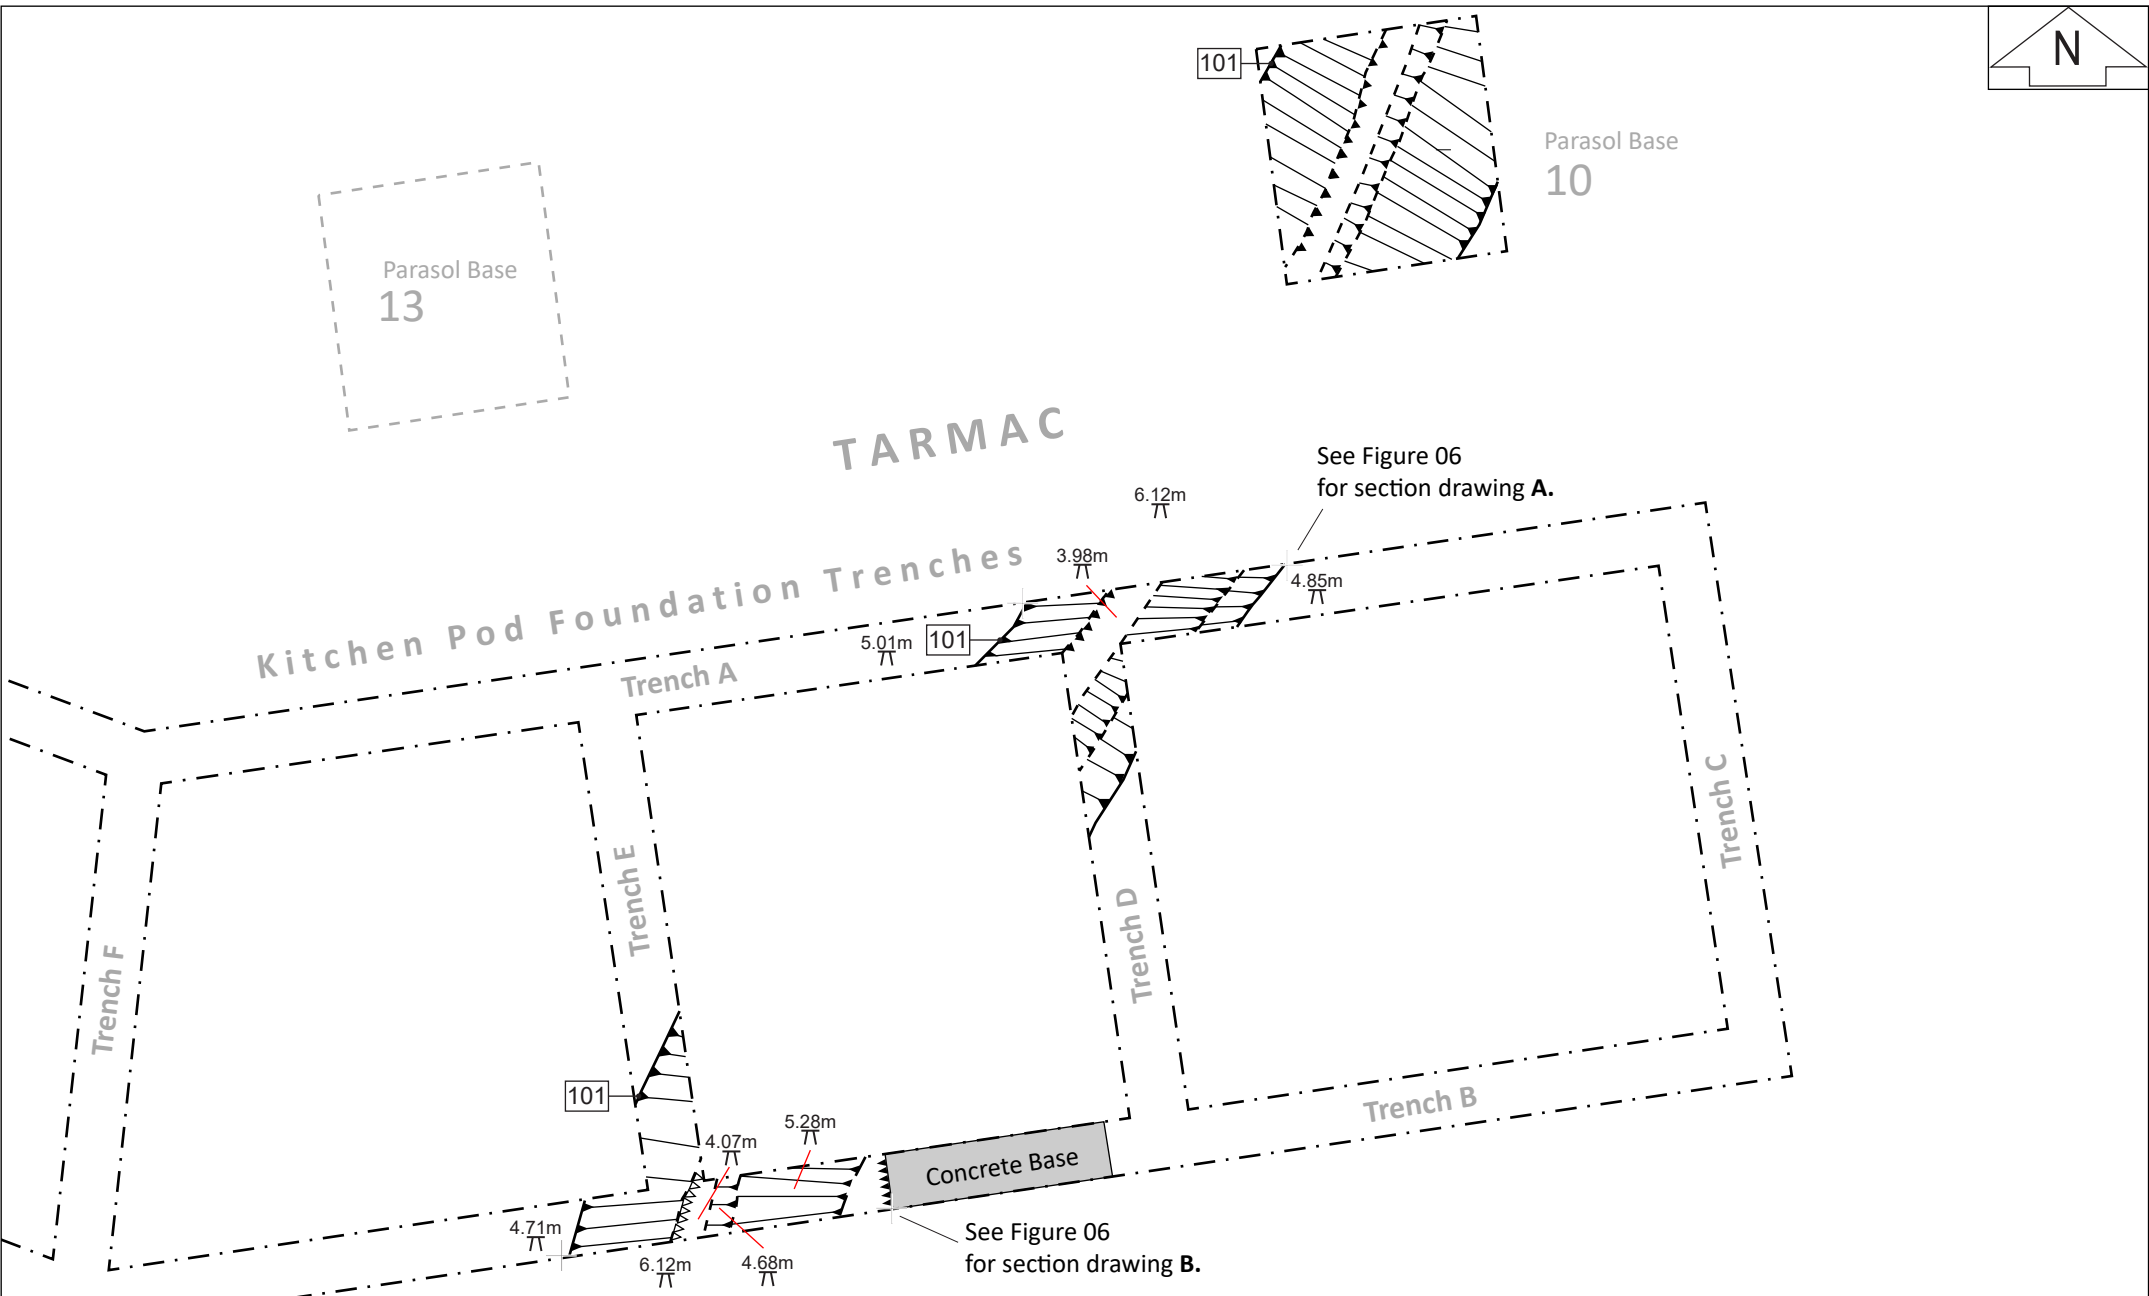 N
101
Parasol Base
10
Parasol Base
13
TARMAC
See Figure 06
for section drawing A.
6.12m
3.98m
4.85m
Kitchen Pod Foundation Trenches
5.01m
101
Trench A
Trench C
Trench E
Trench D
Trench F
101
Trench B
5.28m
4.07m
Concrete Base
4.71m
6.12m
4.68m
See Figure 06
for section drawing B.